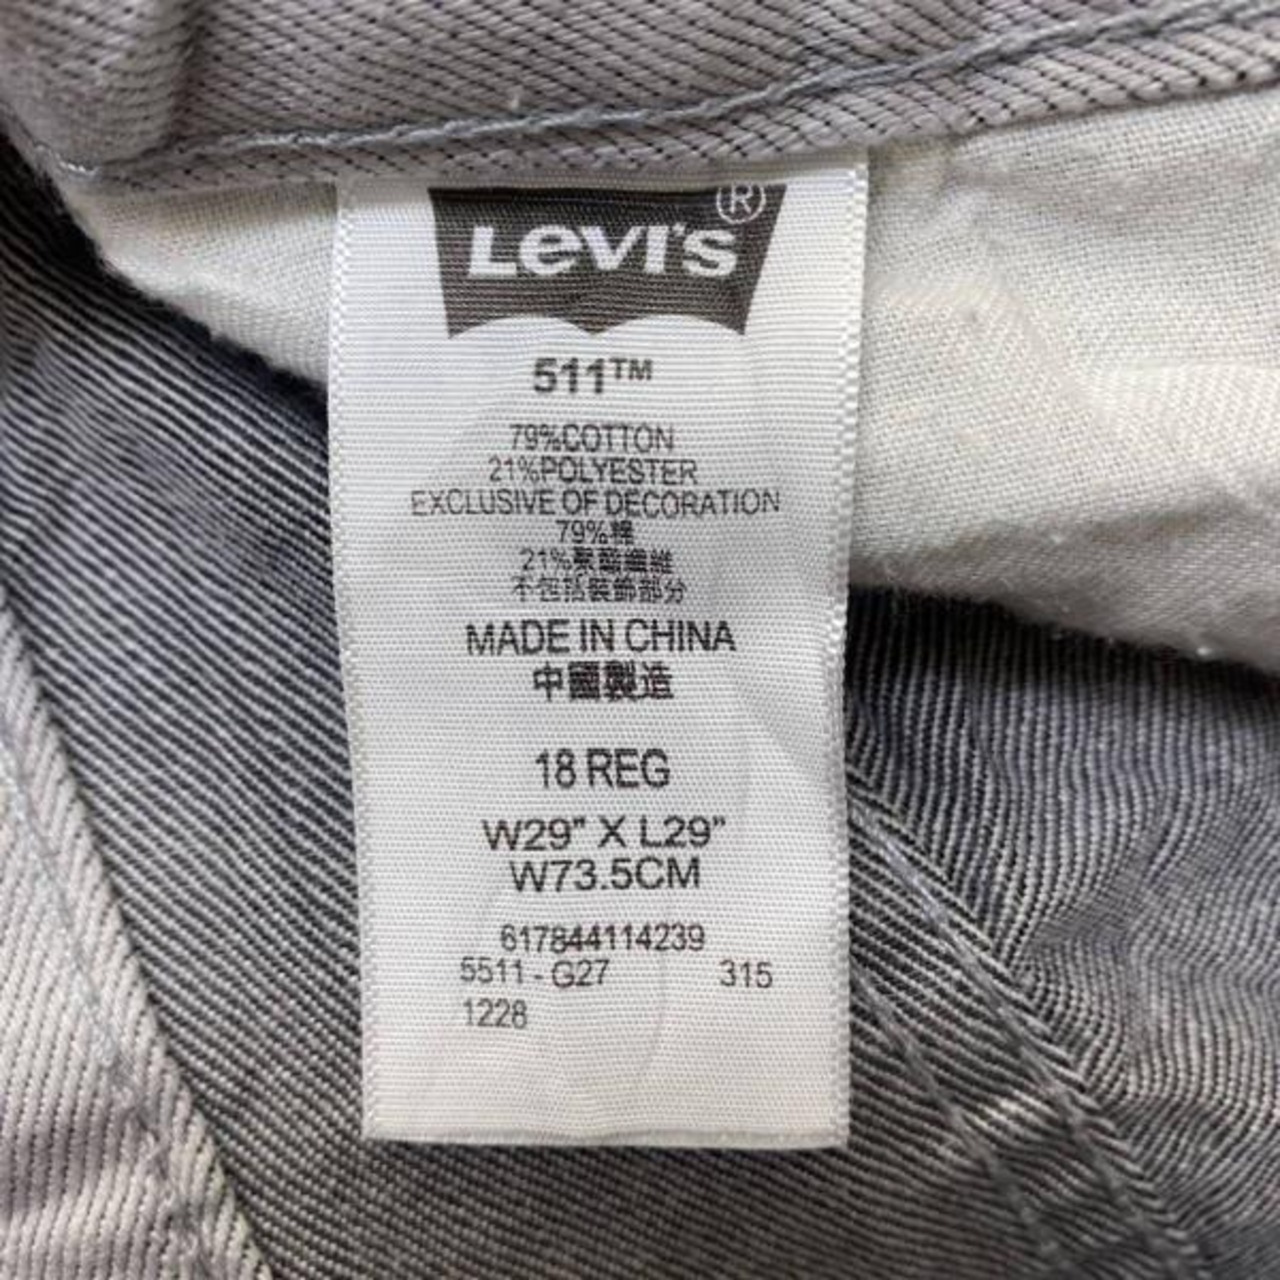 Levi's®
511™
79%COTTON
21%POLYESTER
EXCLUSIVE OF DECORATION
79%棉
21%聚酯纖維
不包括裝飾部分
MADE IN CHINA
中國製造
18 REG
W29" X L29"
W73.5CM
617844114239
5511 - G27 315
1228